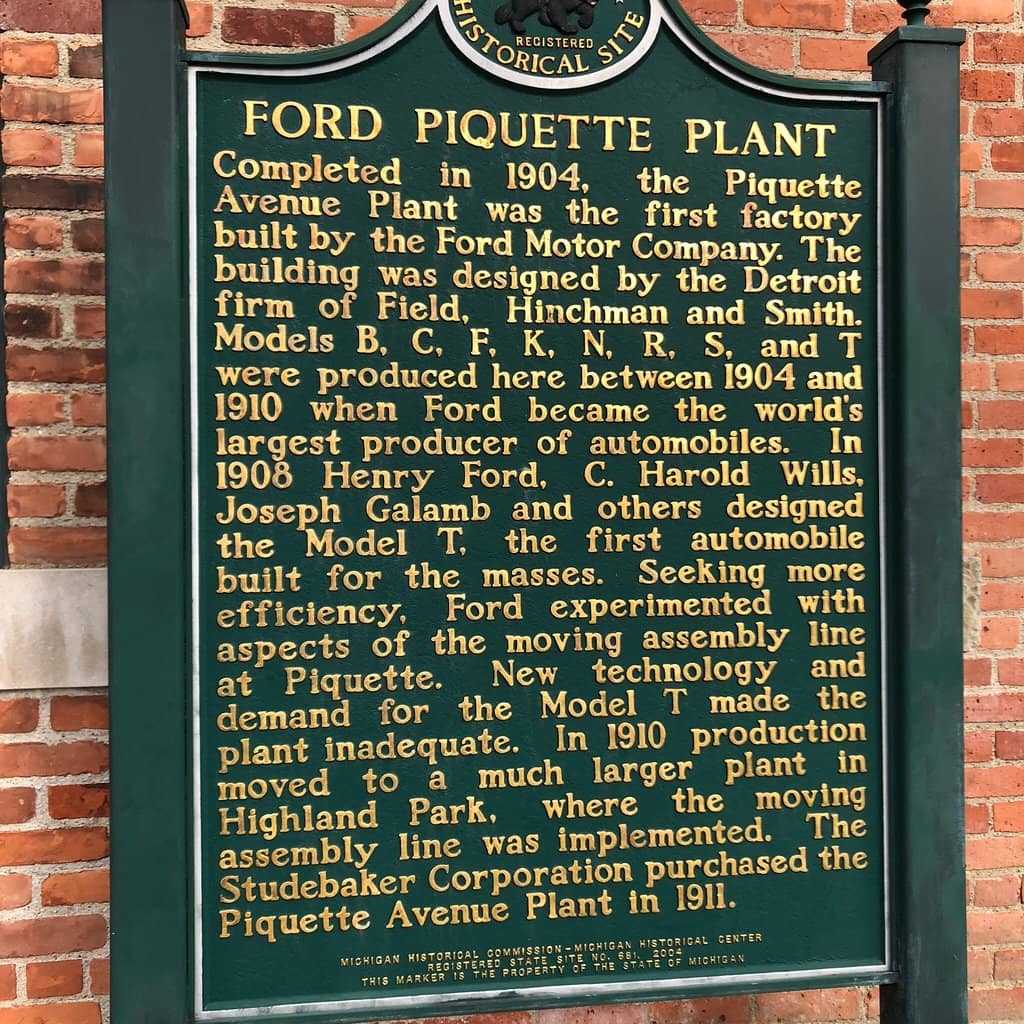 REGISTERED
HISTORICAL SITE
FORD PIQUETTE PLANT
Completed in 1904, the Piquette
Avenue Plant was the first factory
built by the Ford Motor Company. The
building was designed by the Detroit
firm of Field, Hinchman and Smith.
Models B, C, F, K, N, R, S, and T
were produced here between 1904 and
1910 when Ford became the world's
largest producer of automobiles. In
1908 Henry Ford, C. Harold Wills,
Joseph Galamb and others designed
the Model T, the first automobile
built for the masses. Seeking more
efficiency, Ford experimented with
aspects of the moving assembly line
at Piquette. New technology and
demand for the Model T made the
plant inadequate. In 1910 production
moved to a much larger plant in
Highland Park, where the moving
assembly line was implemented. The
Studebaker Corporation purchased the
Piquette Avenue Plant in 1911.
MICHIGAN HISTORICAL COMMISSION-MICHIGAN HISTORICAL CENTER
REGISTERED STATE SITE NO. 681, 2004
THIS MARKER IS THE PROPERTY OF THE STATE OF MICHIGAN